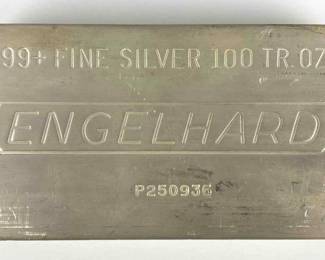 99+ FINE SILVER 100 TR. OZ
ENGELHARD
P250936